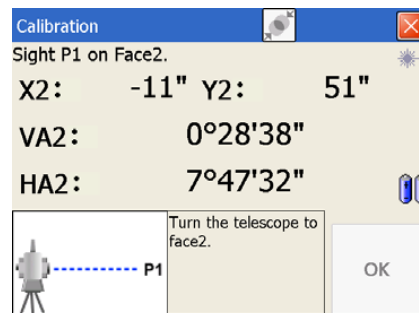 Calibration
Sight P1 on Face2.
X2: -11" Y2: 51"
VA2: 0°28'38"
HA2: 7°47'32"
Turn the telescope to
face2.
P1
OK